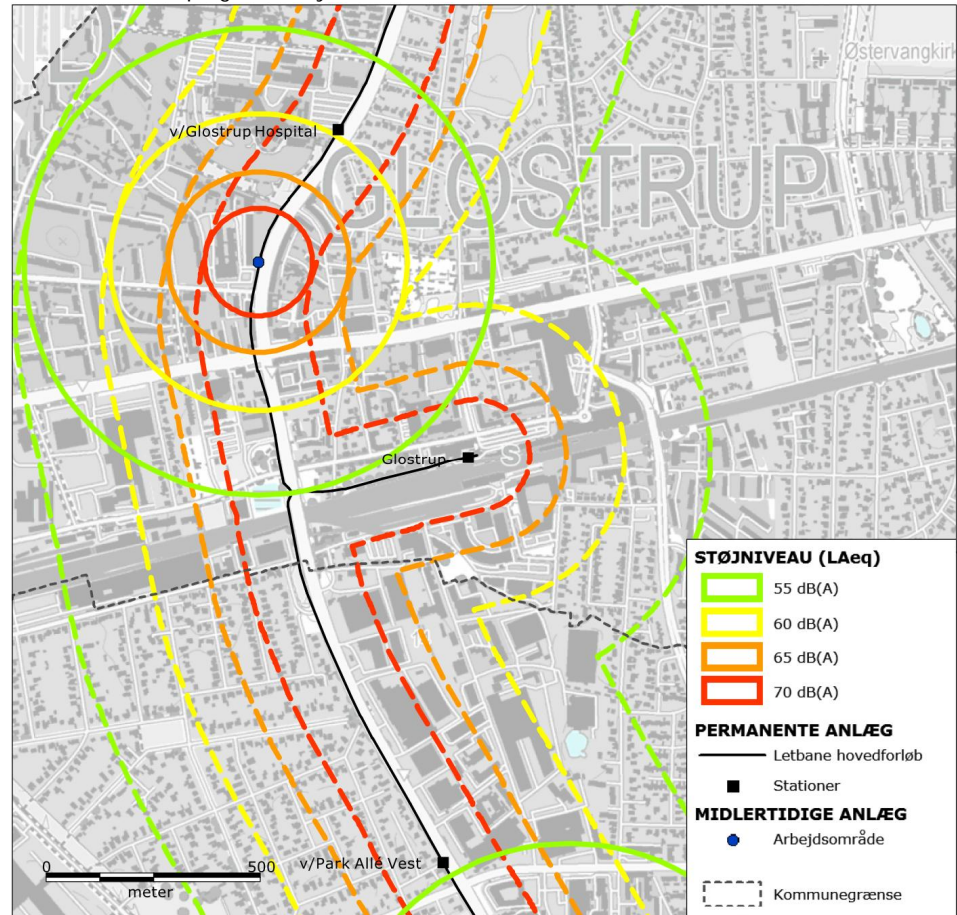 Østervangkirk
v/Glostrup Hospital
GLOSTRUP
Glostrup
S
STØJNIVEAU (LAeq)
55 dB(A)
60 dB(A)
65 dB(A)
70 dB(A)
PERMANENTE ANLÆG
Letbane hovedforløb
Stationer
MIDLERTIDIGE ANLÆG
Arbejdsområde
Kommunegrænse
v/Park Allé Vest
0 500
meter